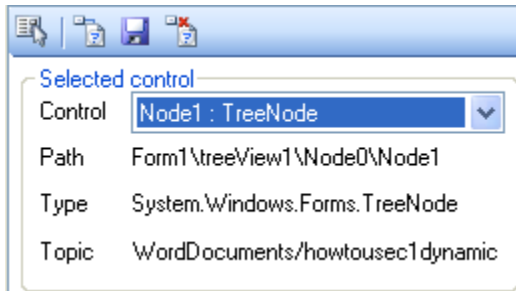 Selected control
Control Node1 : TreeNode
Path Form1\treeView1\Node0\Node1
Type System.Windows.Forms.TreeNode
Topic WordDocuments/howtousec1dynamic